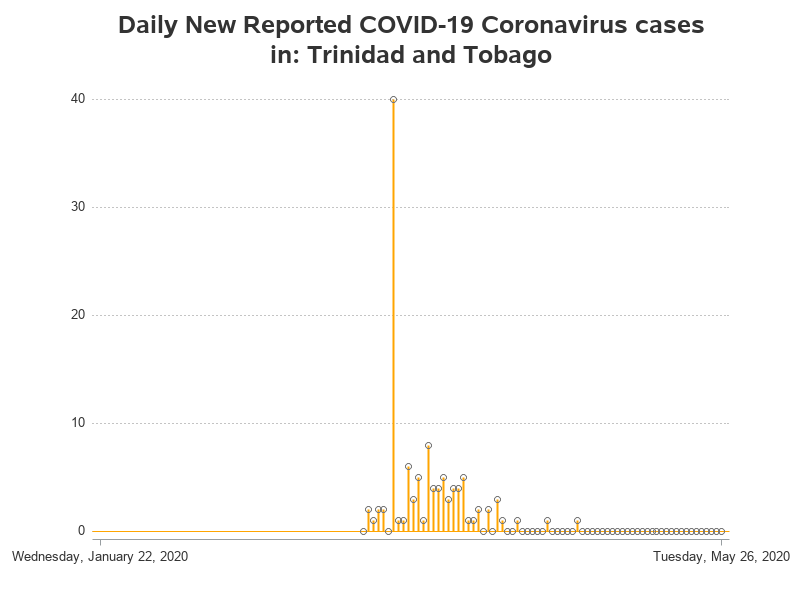 Daily New Reported COVID-19 Coronavirus cases
in: Trinidad and Tobago
40
30
20
10
0
Wednesday, January 22, 2020
Tuesday, May 26, 2020